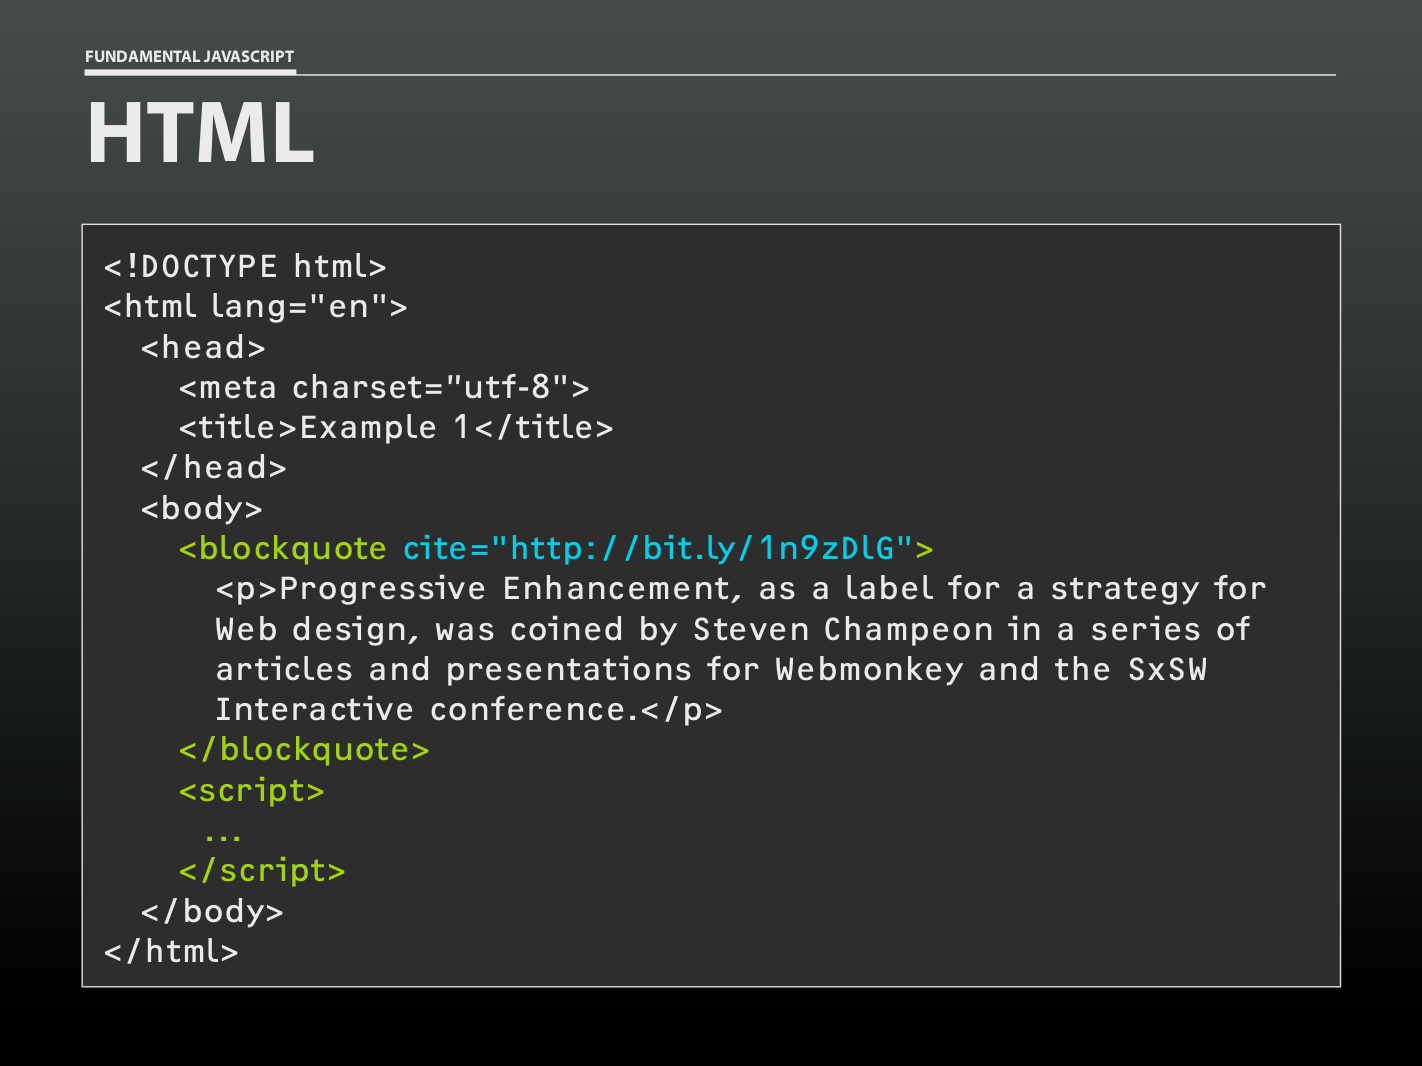 FUNDAMENTAL JAVASCRIPT
HTML
<!DOCTYPE html>
<html lang="en">
<head>
<meta charset="utf-8">
<title>Example 1</title>
</head>
<body>
<blockquote cite="http://bit.ly/1n9zDlG">
<p>Progressive Enhancement, as a label for a strategy for
Web design, was coined by Steven Champeon in a series of
articles and presentations for Webmonkey and the SxSW
Interactive conference.</p>
</blockquote>
<script>
...
</script>
</body>
</html>